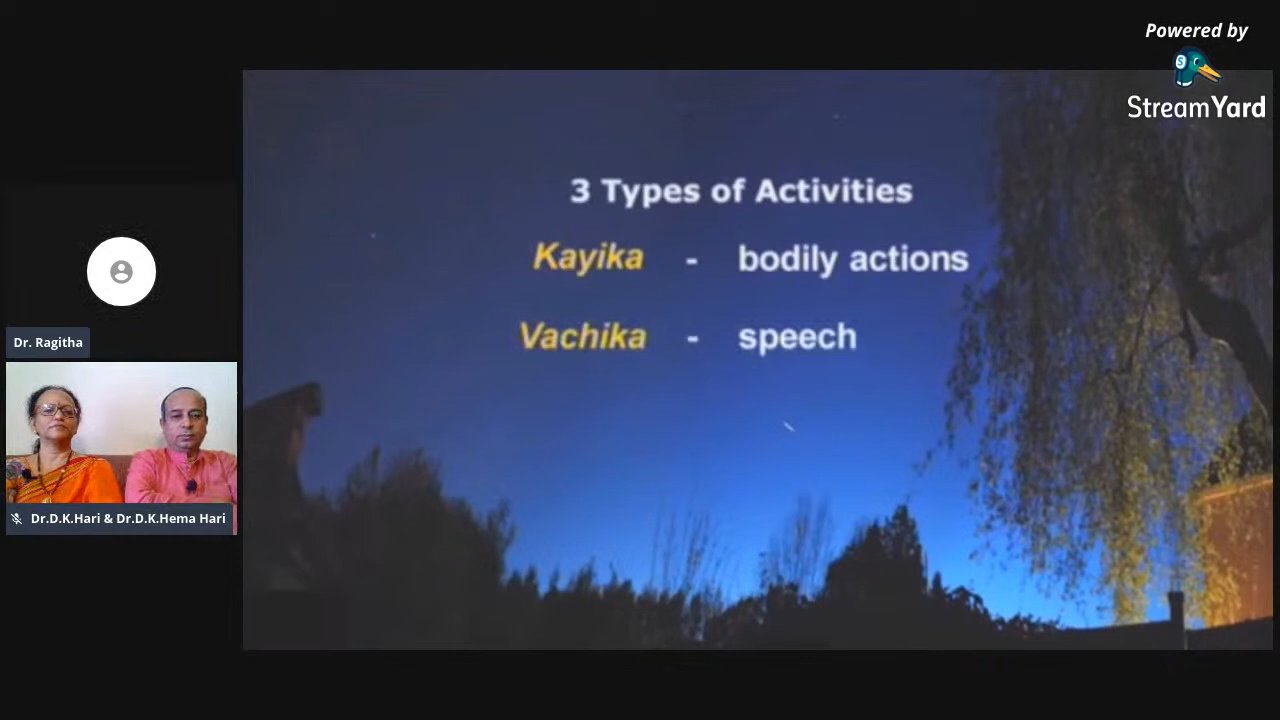 Powered by
StreamYard
3 Types of Activities
Kayika - bodily actions
Vachika - speech
Dr. Ragitha
Dr.D.K.Hari & Dr.D.K.Hema Hari